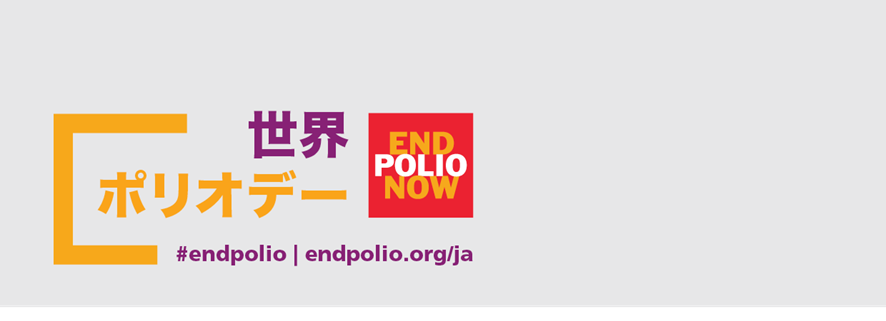 世界
ポリオデー
END
POLIO
NOW
#endpolio | endpolio.org/ja